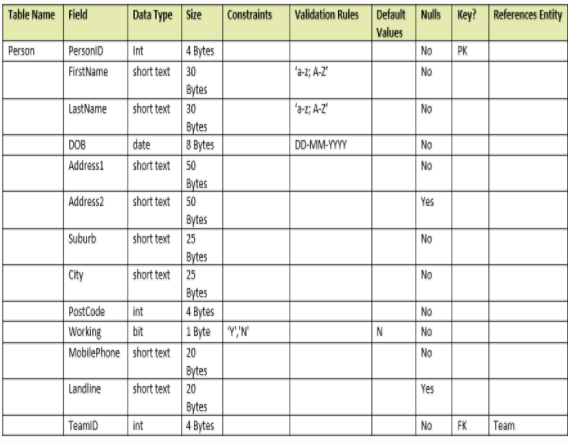 Table Name Field Data Type Size Constraints Validation Rules Default Values Nulls Key? References Entity
Person PersonID Int 4 Bytes No PK
FirstName short text 30 Bytes 'a-z; A-Z' No
LastName short text 30 Bytes 'a-z; A-Z' No
DOB date 8 Bytes DD-MM-YYYY No
Address1 short text 50 Bytes No
Address2 short text 50 Bytes Yes
Suburb short text 25 Bytes No
City short text 25 Bytes No
PostCode int 4 Bytes No
Working bit 1 Byte 'Y','N' N No
MobilePhone short text 20 Bytes No
Landline short text 20 Bytes Yes
TeamID int 4 Bytes No FK Team